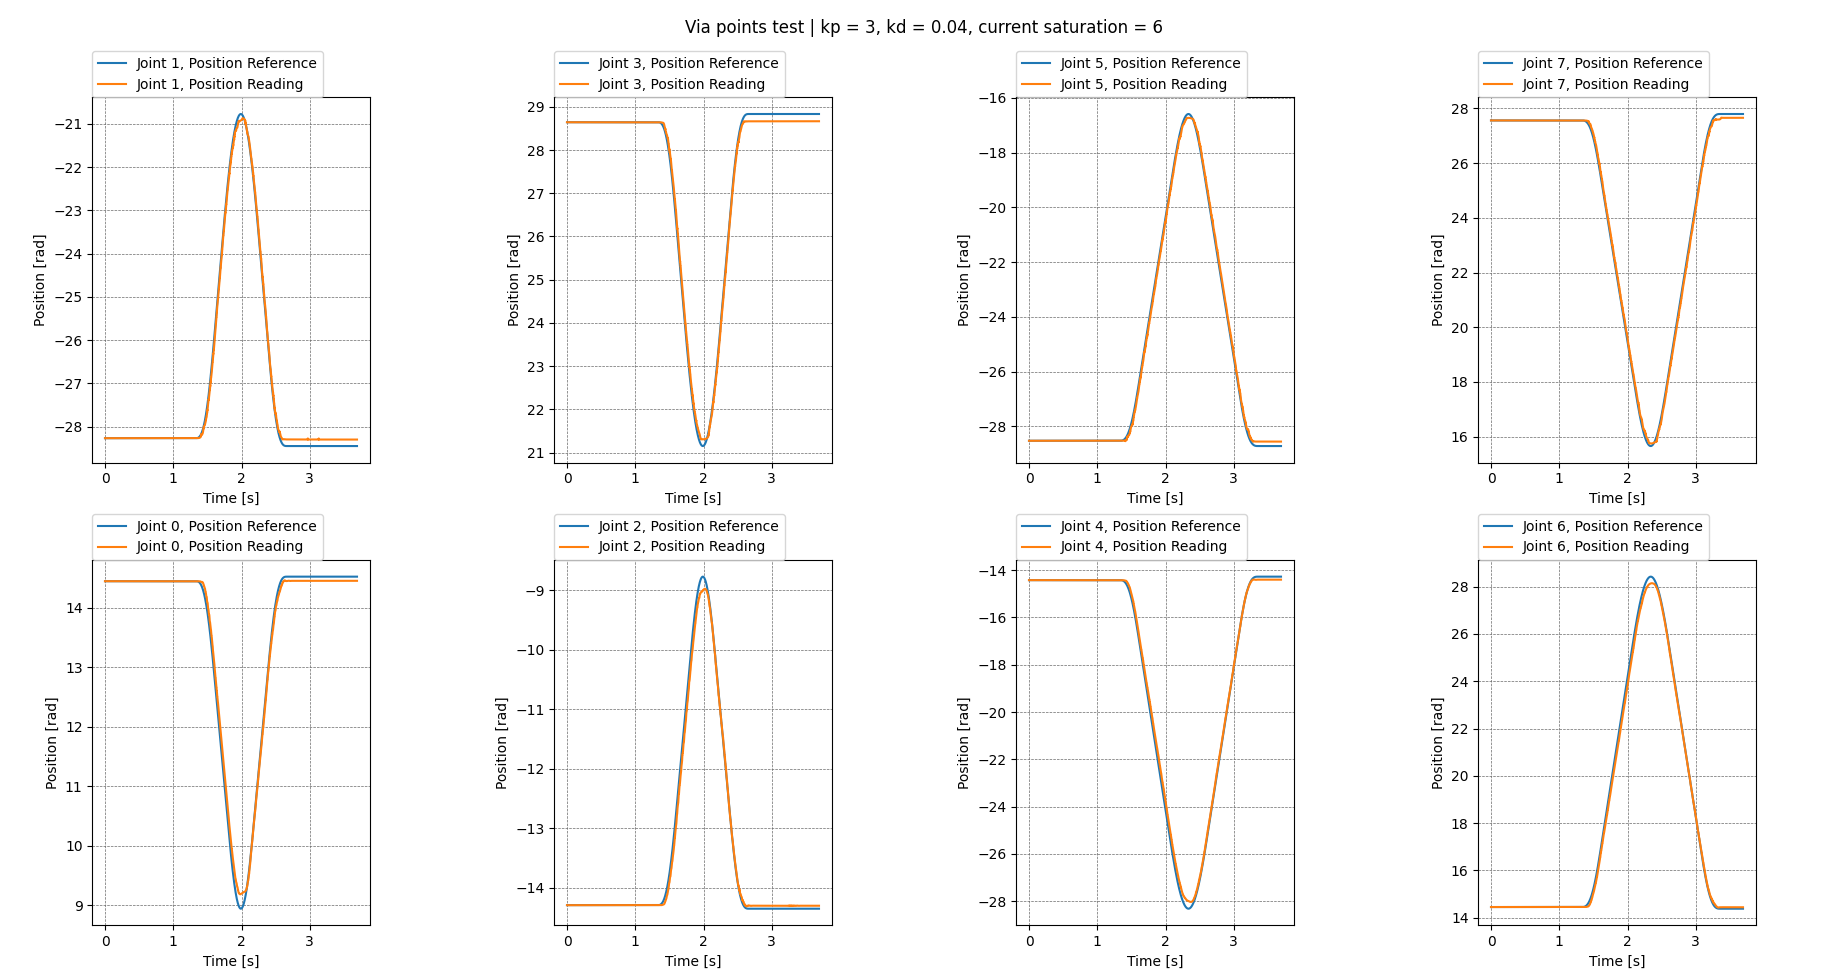 Via points test | kp = 3, kd = 0.04, current saturation = 6
Joint 1, Position Reference
Joint 1, Position Reading
−21
−22
−23
−24
−25
−26
−27
−28
Position [rad]
0 1 2 3
Time [s]
Joint 3, Position Reference
Joint 3, Position Reading
29
28
27
26
25
24
23
22
21
Position [rad]
0 1 2 3
Time [s]
Joint 5, Position Reference
Joint 5, Position Reading
−16
−18
−20
−22
−24
−26
−28
Position [rad]
0 1 2 3
Time [s]
Joint 7, Position Reference
Joint 7, Position Reading
28
26
24
22
20
18
16
Position [rad]
0 1 2 3
Time [s]
Joint 0, Position Reference
Joint 0, Position Reading
14
13
12
11
10
9
Position [rad]
0 1 2 3
Time [s]
Joint 2, Position Reference
Joint 2, Position Reading
−9
−10
−11
−12
−13
−14
Position [rad]
0 1 2 3
Time [s]
Joint 4, Position Reference
Joint 4, Position Reading
−14
−16
−18
−20
−22
−24
−26
−28
Position [rad]
0 1 2 3
Time [s]
Joint 6, Position Reference
Joint 6, Position Reading
28
26
24
22
20
18
16
14
Position [rad]
0 1 2 3
Time [s]